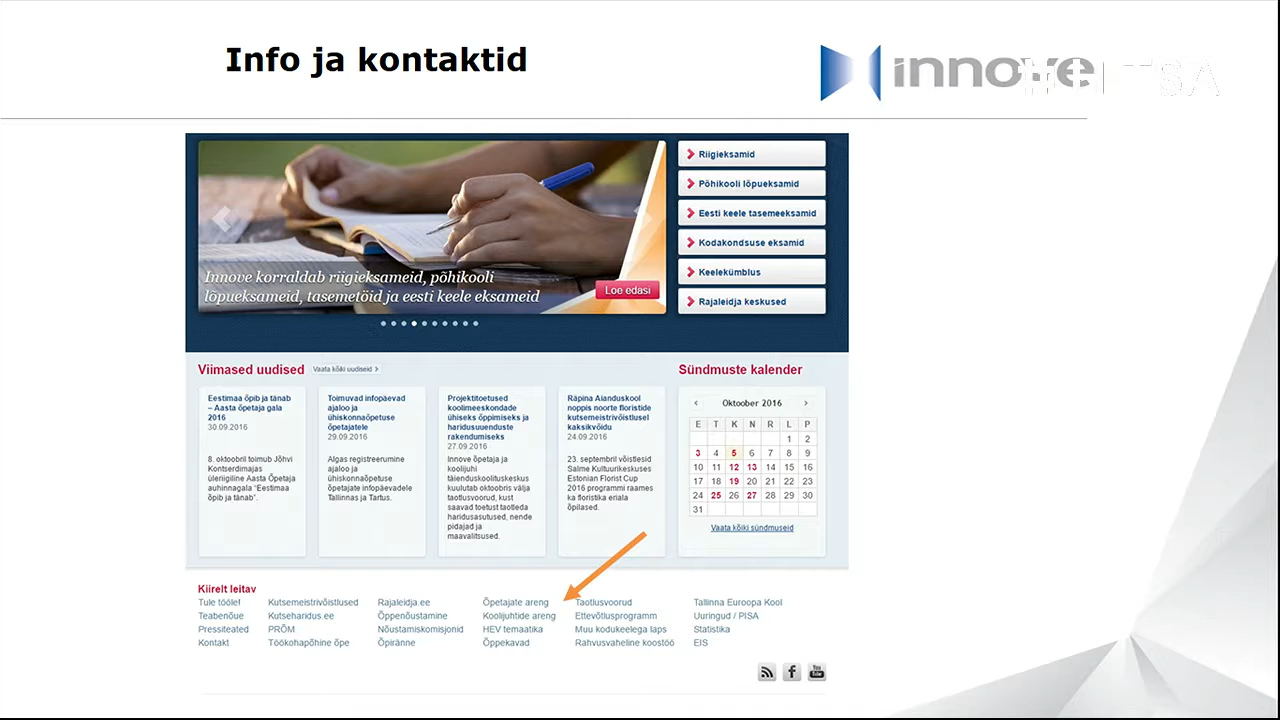 Info ja kontaktid
innove
Riigieksamid
Põhikooli lõpueksamid
Eesti keele tasemeeksamid
Kodakondsuse eksamid
Keelekümblus
Rajaleidja keskused
Innove korraldab riigieksameid, põhikooli
lõpueksameid, tasemetöid ja eesti keele eksameid
Loe edasi
Viimased uudised
Vaata kõiki uudiseid
Eestimaa õpib ja tänab
– Aasta õpetaja gala
2016
30.09.2016
8. oktoobril toimub Jõhvi
Kontserdimajas
üleriigiline Aasta Õpetaja
auhinnagala "Eestimaa
õpib ja tänab".
Toimuvad infopäevad
ajaloo ja
ühiskonnaõpetuse
õpetajatele
29.09.2016
Algas registreerumine
ajaloo ja
ühiskonnaõpetuse
õpetajate infopäevadele
Tallinnas ja Tartus.
Projektitoetused
koolimeeskondade
ühiseks õppimiseks ja
haridusuuenduste
rakendumiseks
27.09.2016
Innove õpetaja ja
koolijuhi
täienduskoolituskeskus
kuulutab oktoobris välja
taotlusvoorud, kust
saavad toetust taotleda
haridusasutused, nende
pidajad ja
maavalitsused.
Räpina Aianduskool
noppis noorte floristide
kutsemeistrivõistlusel
kaksikvõidu
24.09.2016
23. septembril võistlesid
Salme Kultuurikeskuses
Estonian Florist Cup
2016 programmi raames
ka floristika eriala
õpilased.
Sündmuste kalender
Oktoober 2016
E T K N R L P
1 2
3 4 5 6 7 8 9
10 11 12 13 14 15 16
17 18 19 20 21 22 23
24 25 26 27 28 29 30
31
Vaata kõiki sündmuseid
Kiirelt leitav
Tule tööle!
Teabenõue
Pressiteated
Kontakt
Kutsemeistrivõistlused
Kutseharidus.ee
PRÕM
Töökohapõhine õpe
Rajaleidja.ee
Õppenõustamine
Nõustamiskomisjonid
Õpiränne
Õpetajate areng
Koolijuhtide areng
HEV temaatika
Õppekavad
Taotlusvoorud
Ettevõtlusprogramm
Muu kodukeelega laps
Rahvusvaheline koostöö
Tallinna Euroopa Kool
Uuringud / PISA
Statistika
EIS
You
Tube